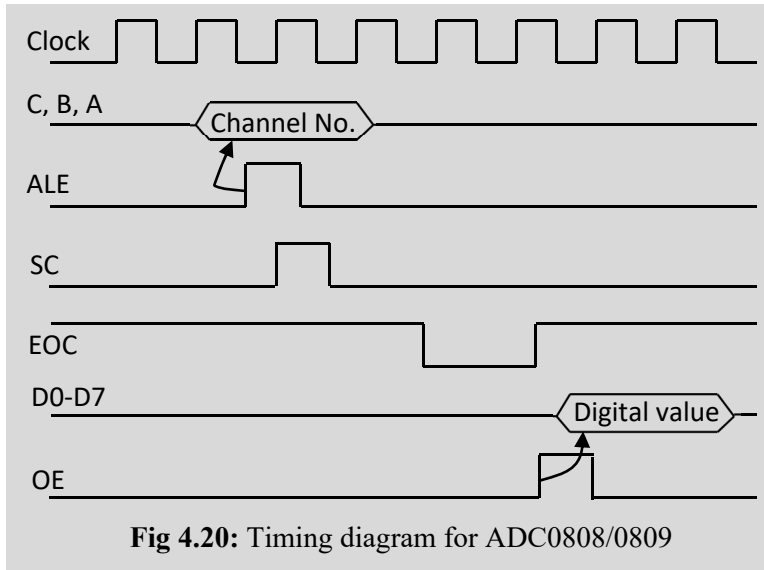 Clock
C, B, A
Channel No.
ALE
SC
EOC
D0-D7
Digital value
OE
Fig 4.20: Timing diagram for ADC0808/0809